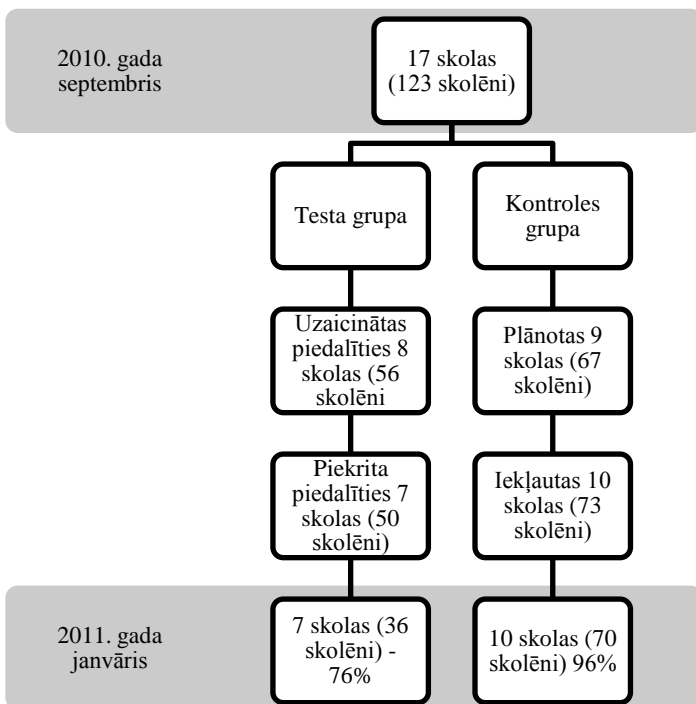 2010. gada
septembris
17 skolas
(123 skolēni)
Testa grupa
Kontroles
grupa
Uzaicinātas
piedalīties 8
skolas (56
skolēni
Plānotas 9
skolas (67
skolēni)
Piekrita
piedalīties 7
skolas (50
skolēni)
Iekļautas 10
skolas (73
skolēni)
2011. gada
janvāris
7 skolas (36
skolēni) -
76%
10 skolas (70
skolēni) 96%